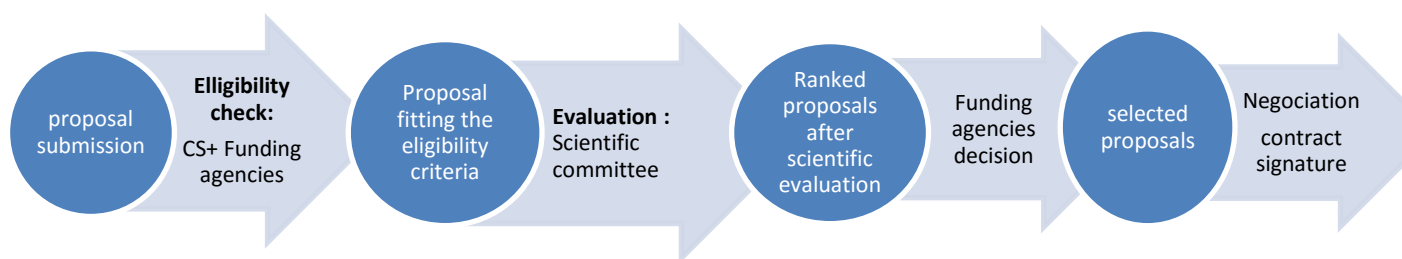 proposal
submission
Elligibility
check:
CS+ Funding
agencies
Proposal
fitting the
eligibility
criteria
Evaluation :
Scientific
committee
Ranked
proposals
after
scientific
evaluation
Funding
agencies
decision
selected
proposals
Negociation
contract
signature